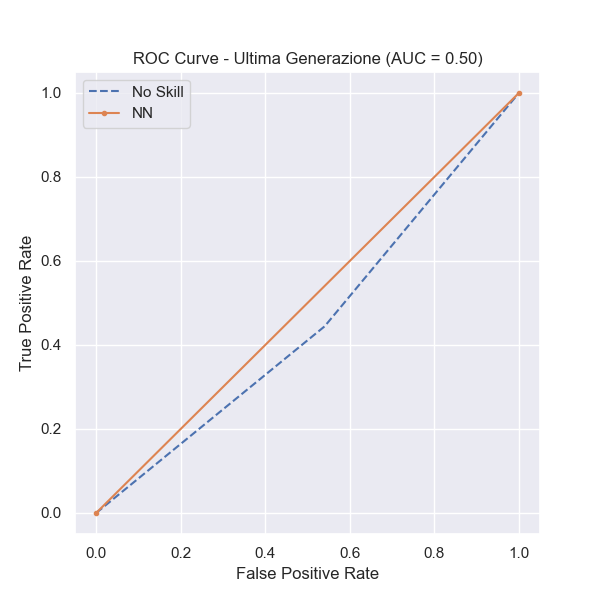 ROC Curve - Ultima Generazione (AUC = 0.50)
No Skill
NN
1.0
0.8
0.6
0.4
0.2
0.0
True Positive Rate
0.0 0.2 0.4 0.6 0.8 1.0
False Positive Rate